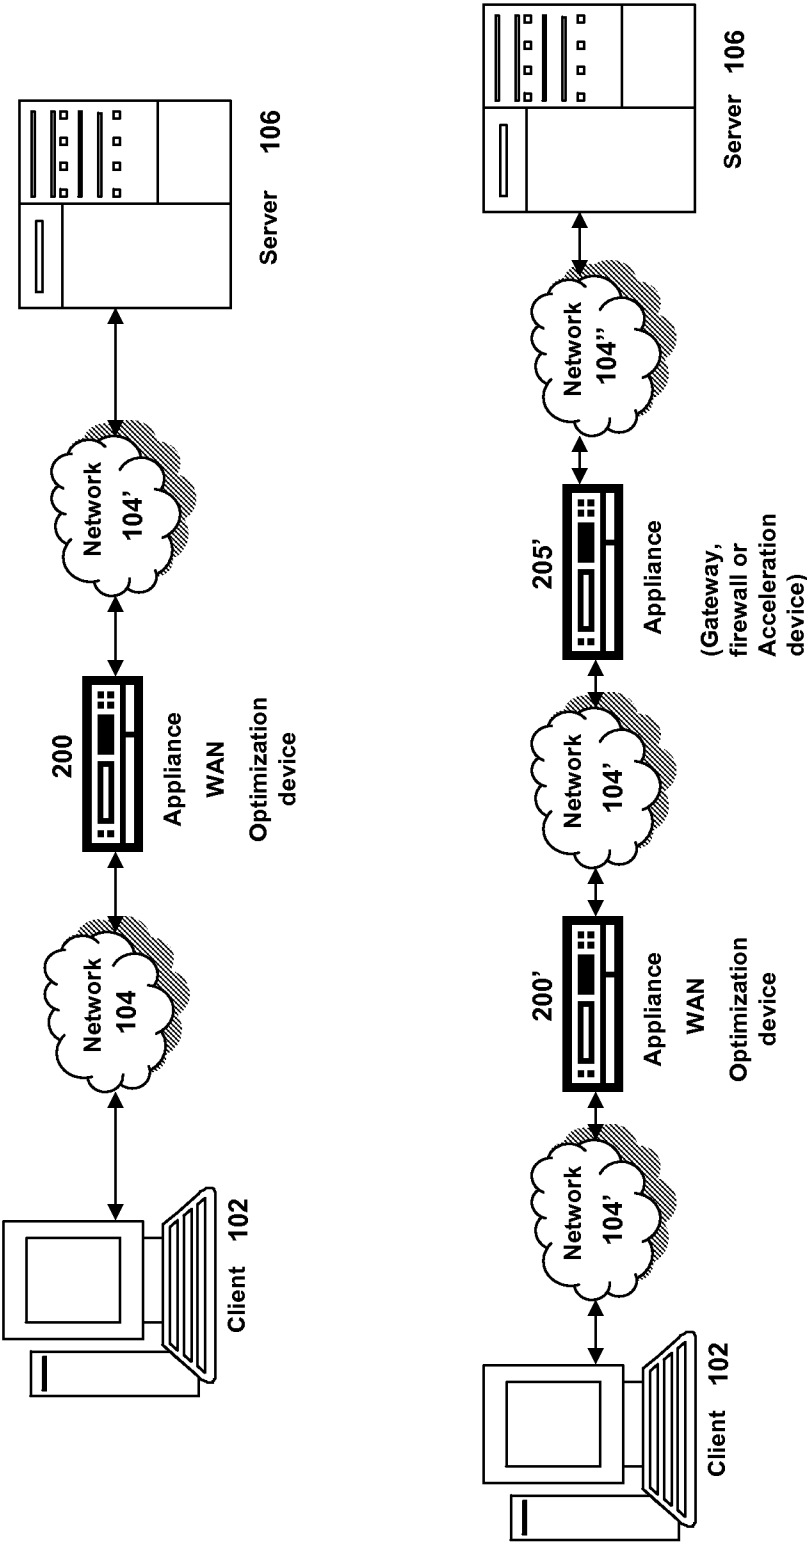 Client 102
Network
104
200
Appliance
WAN
Optimization
device
Network
104’
Server 106
Client 102
Network
104’
200’
Appliance
WAN
Optimization
device
Network
104’
205’
Appliance
(Gateway,
firewall or
Acceleration
device)
Network
104”
Server 106